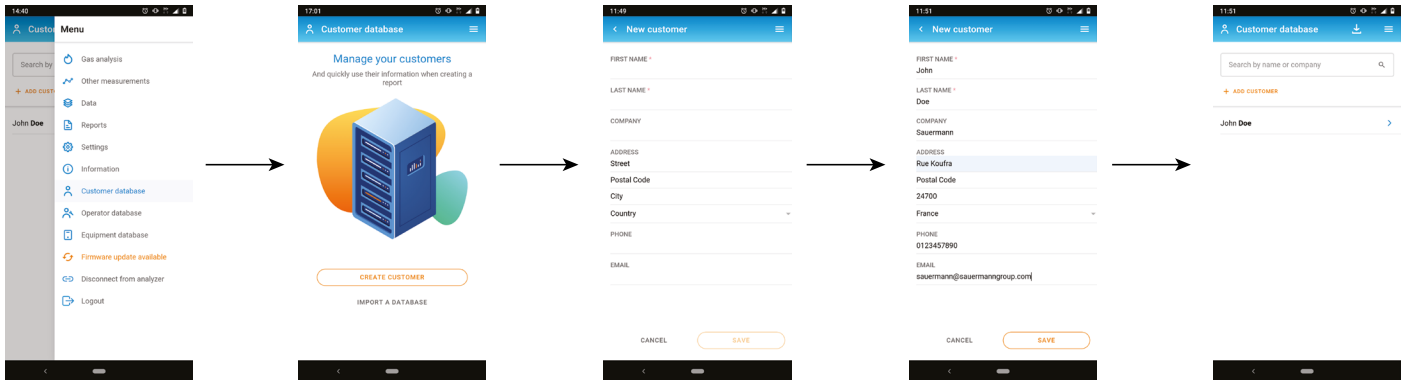 14:40
Custor
Menu
Search by
+ ADD CUST
John Doe
Gas analysis
Other measurements
Data
Reports
Settings
Information
Customer database
Operator database
Equipment database
Firmware update available
Disconnect from analyzer
Logout
17:01
Customer database
Manage your customers
And quickly use their information when creating a
report
CREATE CUSTOMER
IMPORT A DATABASE
11:49
New customer
FIRST NAME *
LAST NAME *
COMPANY
ADDRESS
Street
Postal Code
City
Country
PHONE
EMAIL
CANCEL SAVE
11:51
New customer
FIRST NAME *
John
LAST NAME *
Doe
COMPANY
Sauermann
ADDRESS
Rue Koufra
Postal Code
24700
France
PHONE
0123457890
EMAIL
sauermann@sauermanngroup.com
CANCEL SAVE
11:51
Customer database
Search by name or company
+ ADD CUSTOMER
John Doe